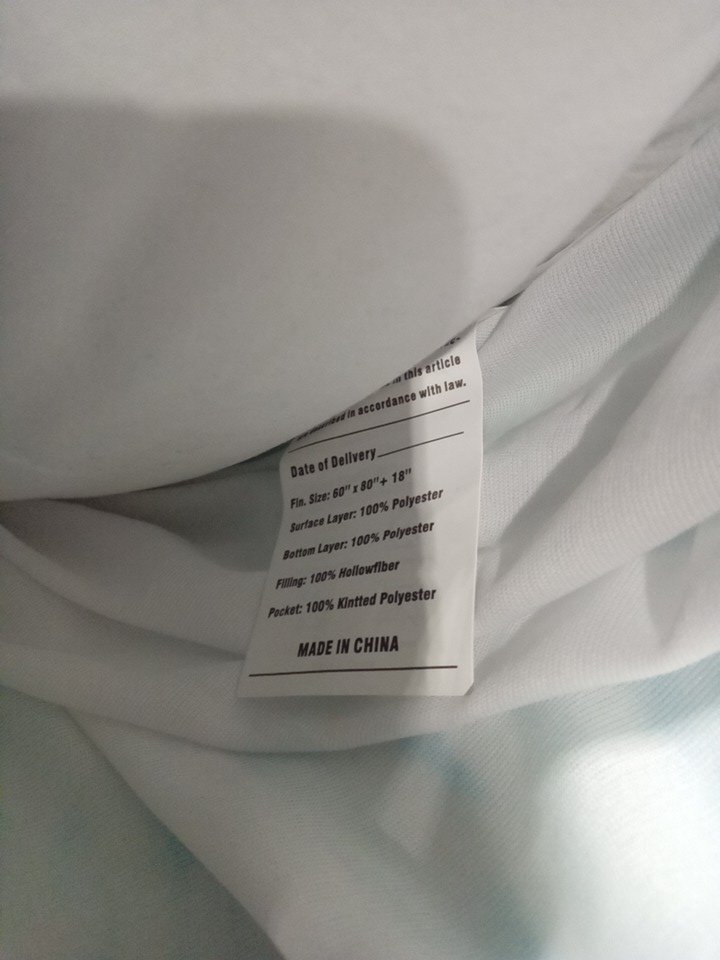 in this article
in accordance with law.
Date of Delivery
Fin. Size: 60" x 80"+ 18"
Surface Layer: 100% Polyester
Bottom Layer: 100% Polyester
Filling: 100% Hollowfiber
Pocket: 100% Kintted Polyester
MADE IN CHINA